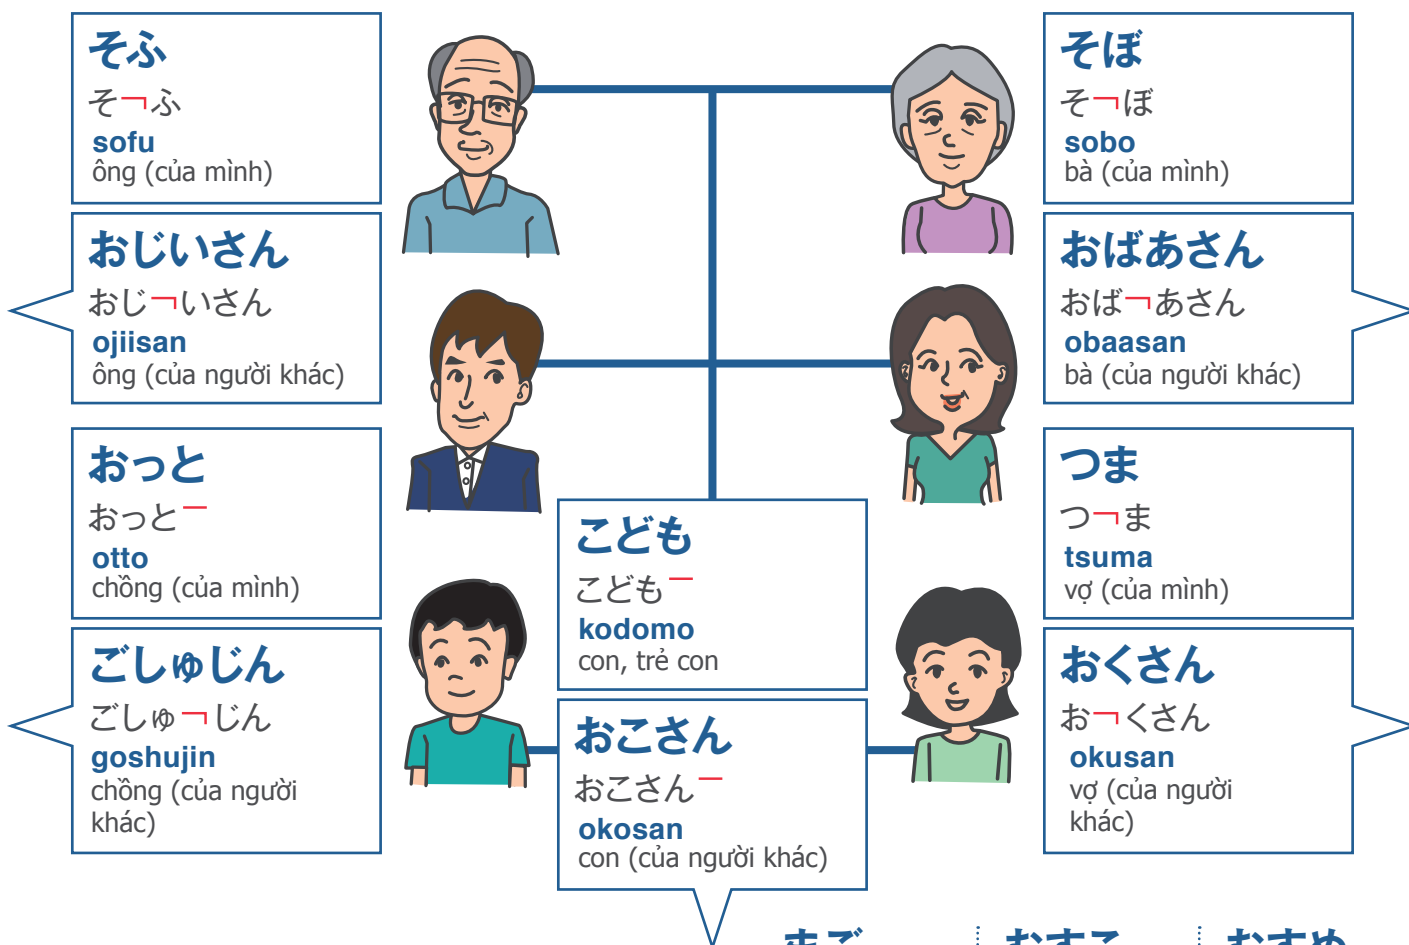 そふ
そ￢ふ
sofu
ông (của mình)
おじいさん
おじ￢いさん
ojiisan
ông (của người khác)
おっと
おっと￣
otto
chồng (của mình)
ごしゅじん
ごしゅ￢じん
goshujin
chồng (của người
khác)
こども
こども￣
kodomo
con, trẻ con
おこさん
おこさん￣
okosan
con (của người khác)
そぼ
そ￢ぼ
sobo
bà (của mình)
おばあさん
おば￢あさん
obaasan
bà (của người khác)
つま
つ￢ま
tsuma
vợ (của mình)
おくさん
お￢くさん
okusan
vợ (của người
khác)